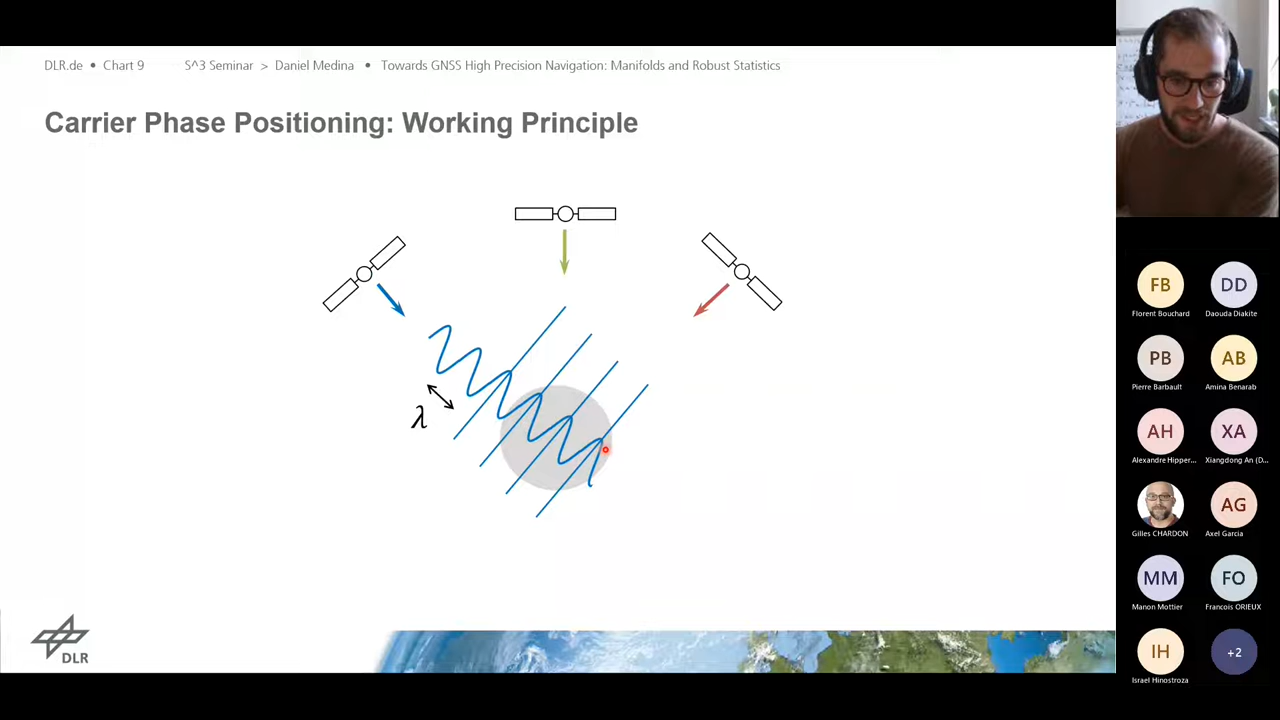 DLR.de • Chart 9 S^3 Seminar > Daniel Medina • Towards GNSS High Precision Navigation: Manifolds and Robust Statistics
Carrier Phase Positioning: Working Principle
λ
DLR
FB
Florent Bouchard
DD
Daouda Diakite
PB
Pierre Barbault
AB
Amina Benarab
AH
Alexandre Hipper...
XA
Xiangdong An (D...
Gilles CHARDON
AG
Axel Garcia
MM
Manon Mottier
FO
Francois ORIEUX
IH
Israel Hinostroza
+2